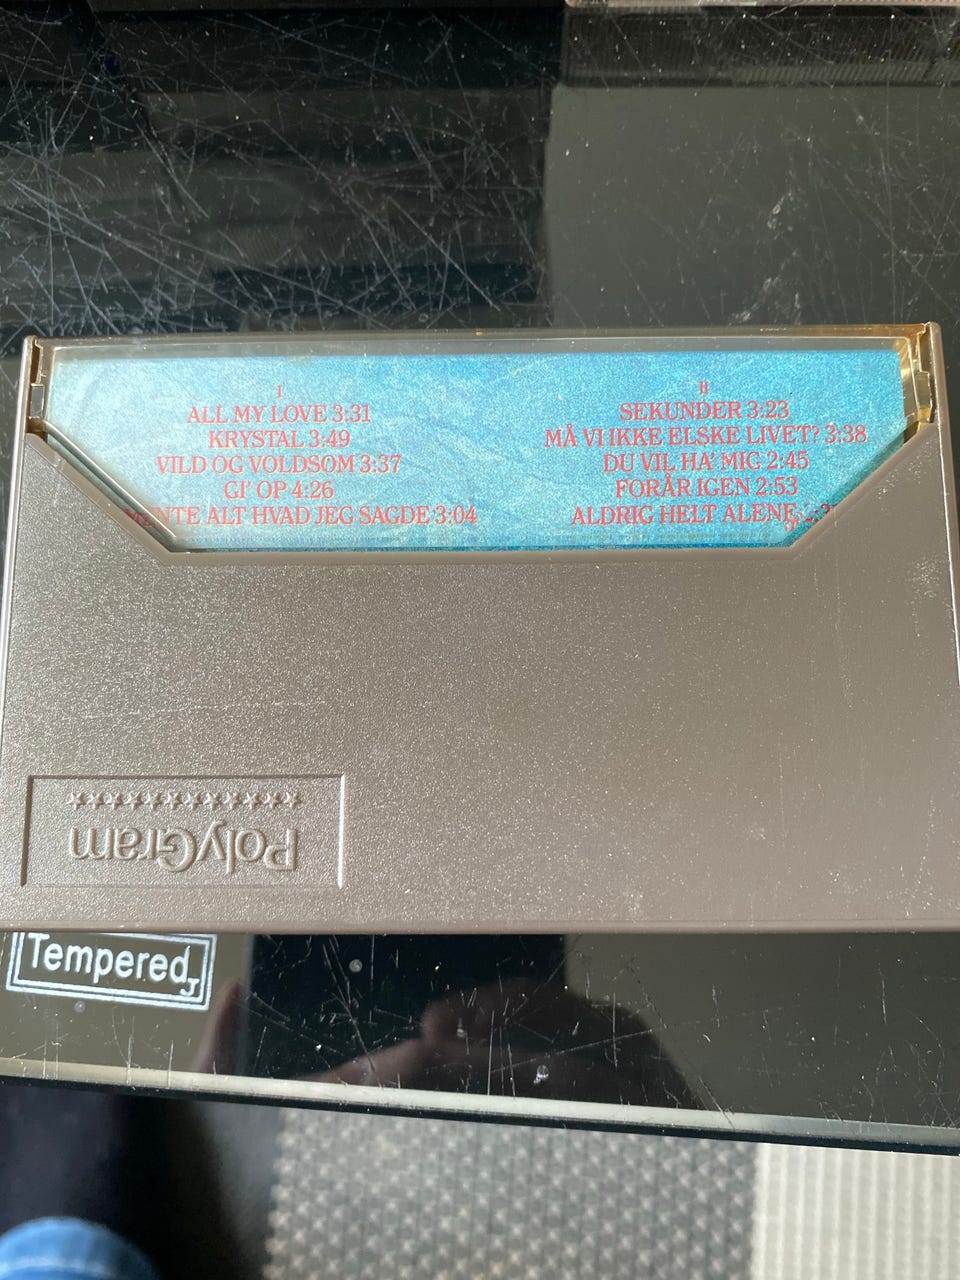 I
ALL MY LOVE 3:31
KRYSTAL 3:49
VILD OG VOLDSOM 3:37
GI' OP 4:26
MENTE ALT HVAD JEG SAGDE 3:04
II
SEKUNDER 3:23
MÅ VI IKKE ELSKE LIVET? 3:38
DU VIL HA' MIG 2:45
FORÅR IGEN 2:53
ALDRIG HELT ALENE
PolyGram
Tempered